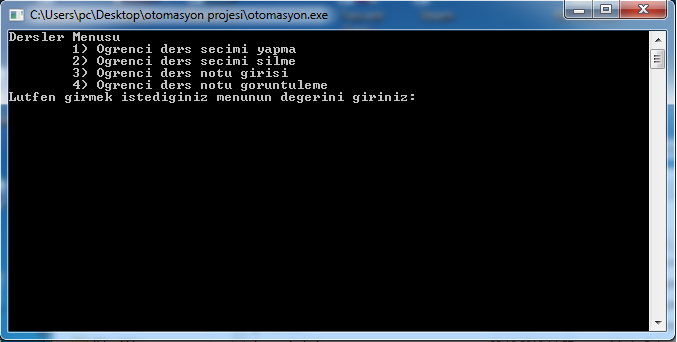 C:\Users\pc\Desktop\otomasyon projesi\otomasyon.exe
Dersler Menusu
1) Ogrenci ders secimi yapma
2) Ogrenci ders secimi silme
3) Ogrenci ders notu girisi
4) Ogrenci ders notu goruntuleme
Lutfen girmek istediginiz menunun degerini giriniz: